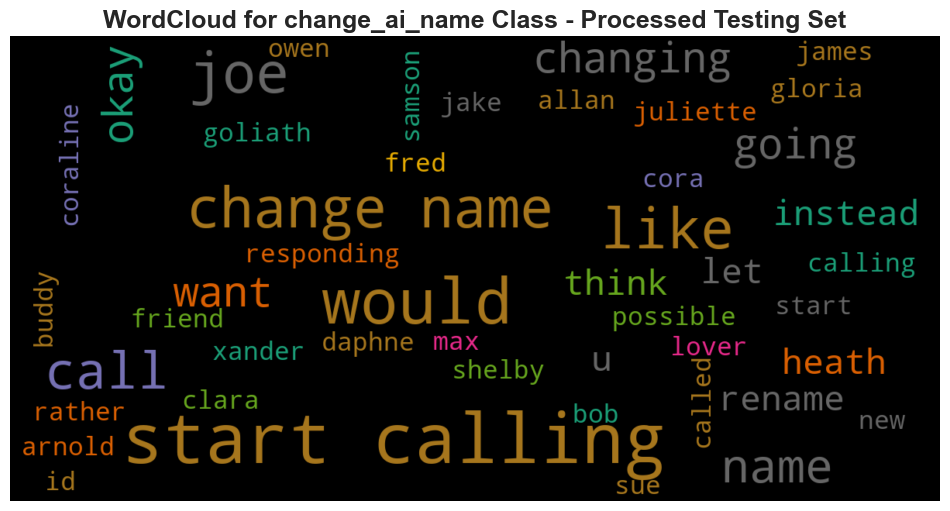 WordCloud for change_ai_name Class - Processed Testing Set
owen
james
okay
joe
changing
samson
gloria
jake
allan
juliette
coraline
goliath
going
fred
cora
change name
like
instead
responding
calling
let
want
think
buddy
would
start
friend
possible
xander
daphne
max
lover
call
shelby
u
heath
called
clara
rename
rather
bob
new
start calling
arnold
name
id
sue